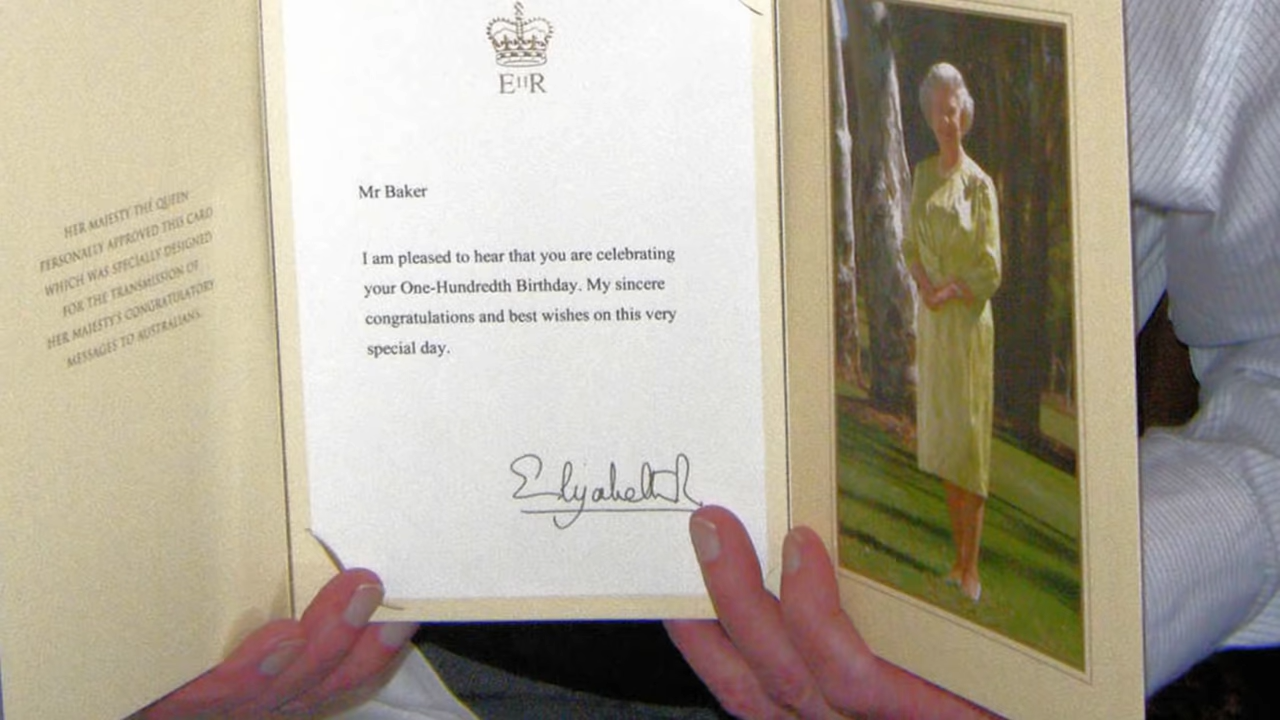 HER MAJESTY THE QUEEN
PERSONALLY APPROVED THIS CARD
WHICH WAS SPECIALLY DESIGNED
FOR THE TRANSMISSION OF
HER MAJESTY'S CONGRATULATORY
MESSAGES TO AUSTRALIANS.
EIIR
Mr Baker
I am pleased to hear that you are celebrating
your One-Hundredth Birthday. My sincere
congratulations and best wishes on this very
special day.
Elizabeth R